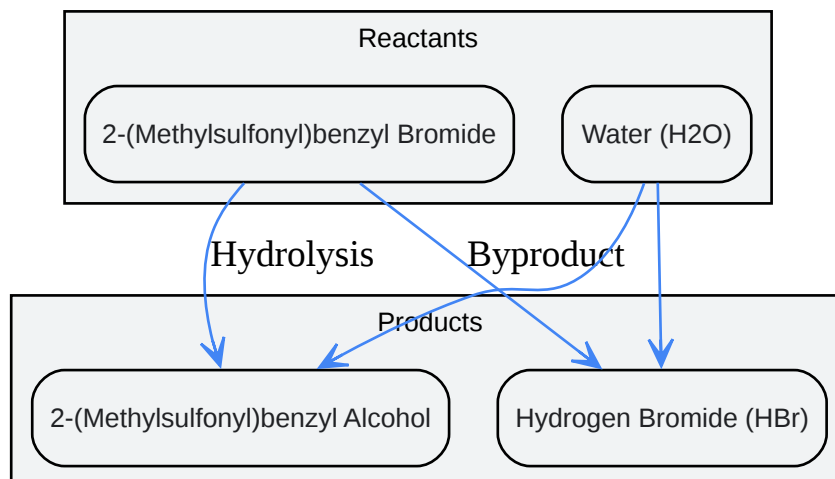 Reactants
2-(Methylsulfonyl)benzyl Bromide
Water (H2O)
Hydrolysis
Byproduct
Products
2-(Methylsulfonyl)benzyl Alcohol
Hydrogen Bromide (HBr)